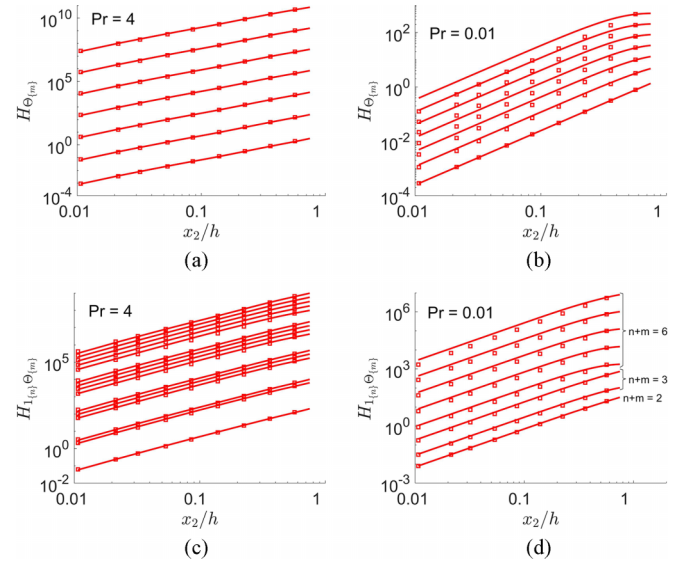 Pr = 4
H_{Θ_{\{m\}}}
10^{10}
10^{5}
10^{0}
10^{-4}
0.01
0.1
1
x_2/h
(a)
Pr = 0.01
H_{Θ_{\{m\}}}
10^{2}
10^{0}
10^{-2}
10^{-4}
0.01
0.1
1
x_2/h
(b)
Pr = 4
H_{1_{\{n\}}Θ_{\{m\}}}
10^{5}
10^{0}
10^{-2}
0.01
0.1
1
x_2/h
(c)
Pr = 0.01
H_{1_{\{n\}}Θ_{\{m\}}}
10^{6}
10^{3}
10^{0}
10^{-3}
n+m = 6
n+m = 3
n+m = 2
0.01
0.1
1
x_2/h
(d)